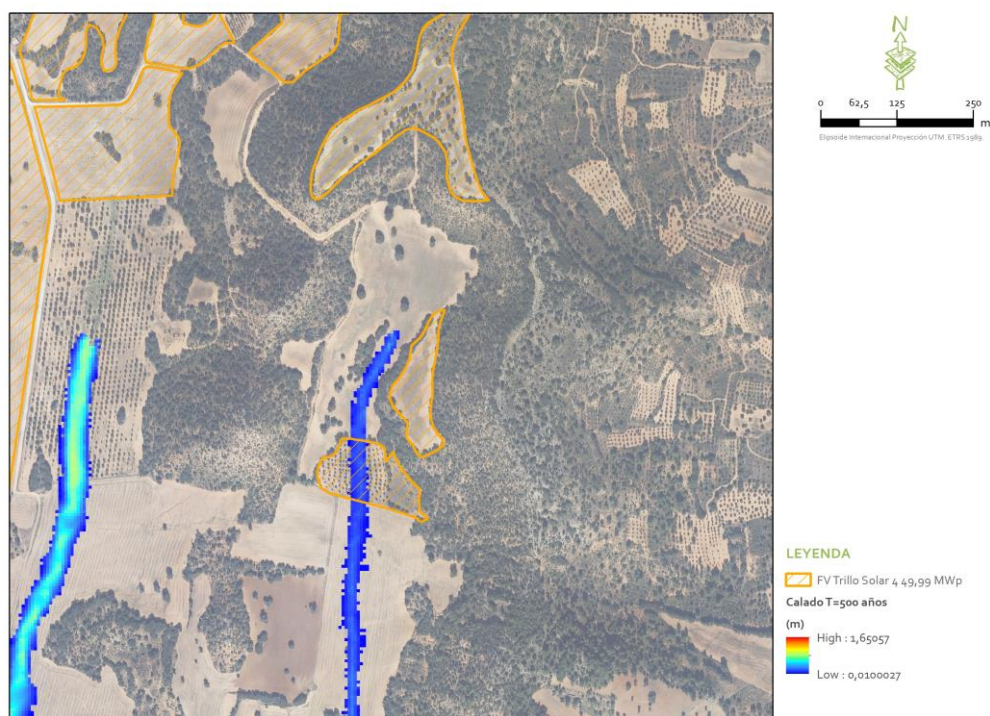 N
0 62,5 125 250
m
Elipsoide Internacional Proyección UTM. ETRS 1989.
LEYENDA
FV Trillo Solar 4 49,99 MWp
Calado T=500 años
(m)
High : 1,65057
Low : 0,0100027